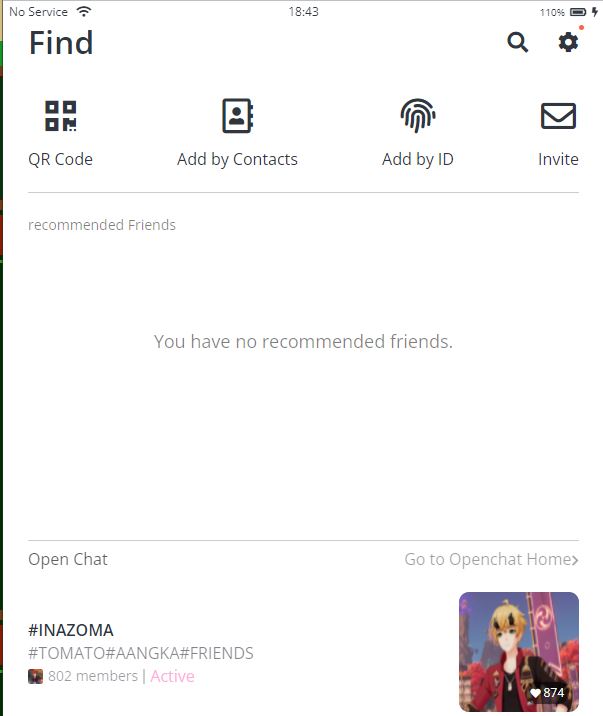 No Service 18:43 110%
Find
QR Code Add by Contacts Add by ID Invite
recommended Friends
You have no recommended friends.
Open Chat Go to Openchat Home>
#INAZOMA
#TOMATO#AANGKA#FRIENDS
802 members | Active
874